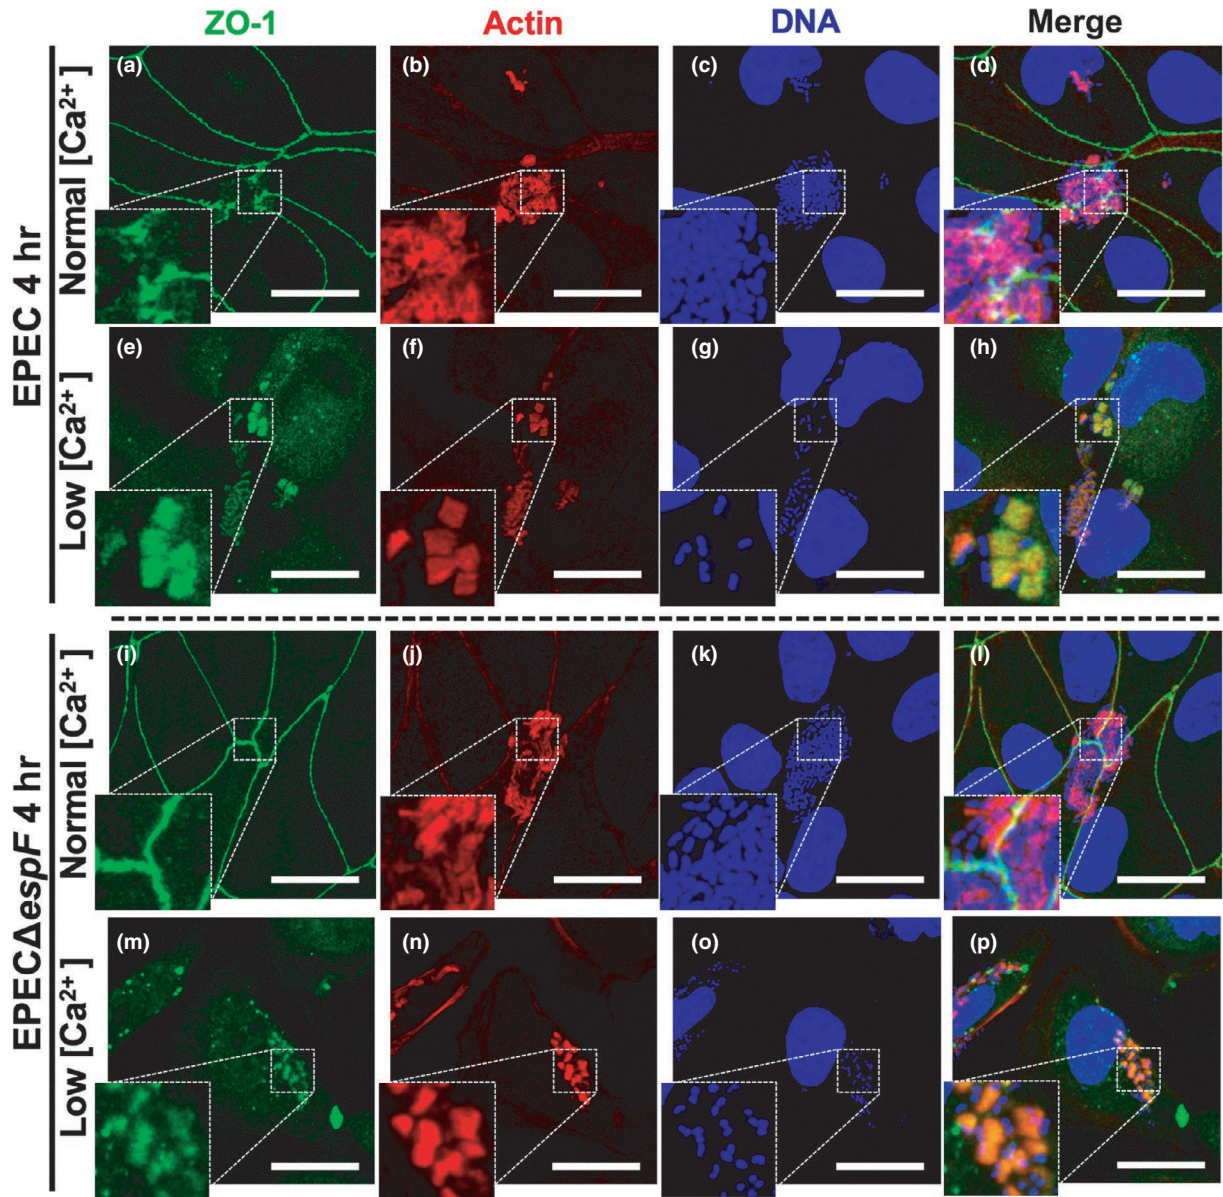 ZO-1 Actin DNA Merge
EPEC 4 hr
Normal [Ca²⁺]
(a) (b) (c) (d)
Low [Ca²⁺]
(e) (f) (g) (h)
EPECΔespF 4 hr
Normal [Ca²⁺]
(i) (j) (k) (l)
Low [Ca²⁺]
(m) (n) (o) (p)